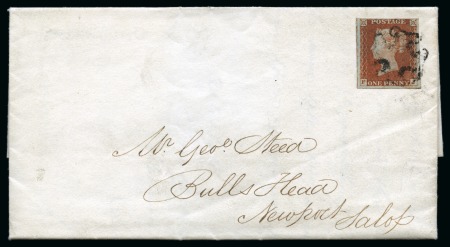 POSTAGE
ONE PENNY
Mr. Geo. Steed
Bulls Head
Newport Salop